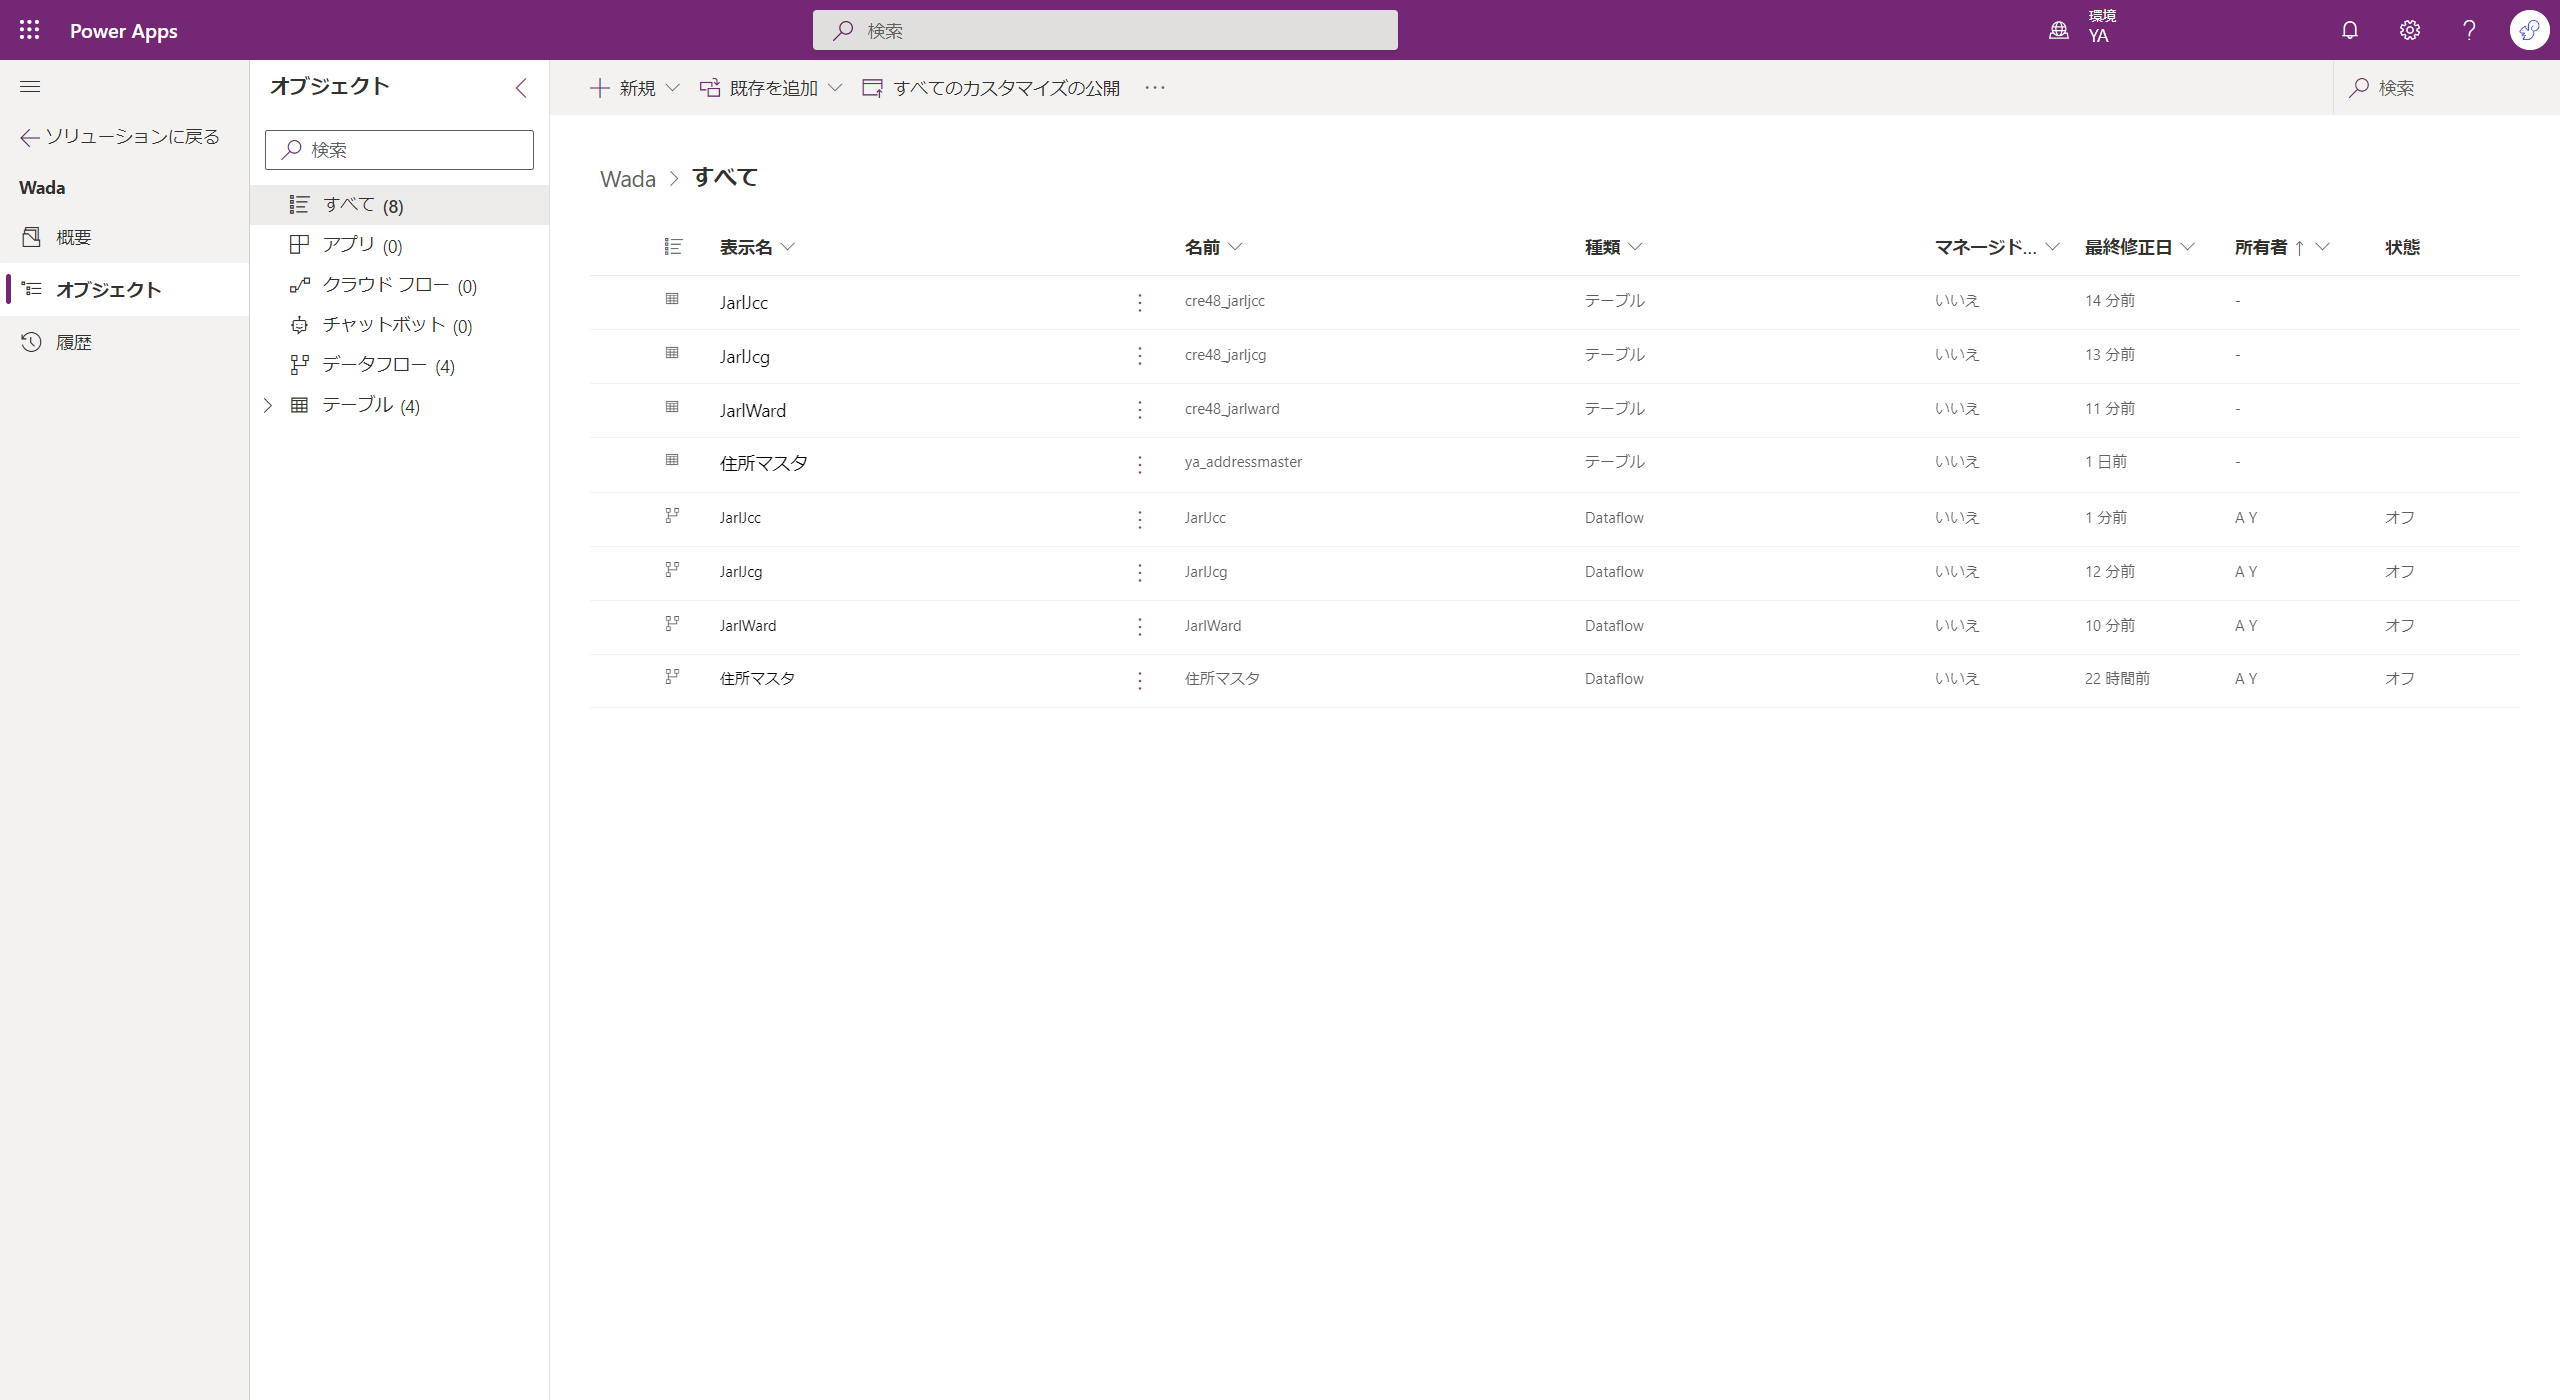 Power Apps
検索
環境
YA
ソリューションに戻る
Wada
概要
オブジェクト
履歴
オブジェクト
検索
すべて (8)
アプリ (0)
クラウド フロー (0)
チャットボット (0)
データフロー (4)
テーブル (4)
新規 既存を追加 すべてのカスタマイズの公開 ··· 検索
Wada > すべて
表示名 名前 種類 マネージド... 最終修正日 所有者 ↑ 状態
JarlJcc cre48_jarljcc テーブル いいえ 14 分前 -
JarlJcg cre48_jarljcg テーブル いいえ 13 分前 -
JarlWard cre48_jarlward テーブル いいえ 11 分前 -
住所マスタ ya_addressmaster テーブル いいえ 1 日前 -
JarlJcc JarlJcc Dataflow いいえ 1 分前 A Y オフ
JarlJcg JarlJcg Dataflow いいえ 12 分前 A Y オフ
JarlWard JarlWard Dataflow いいえ 10 分前 A Y オフ
住所マスタ 住所マスタ Dataflow いいえ 22 時間前 A Y オフ